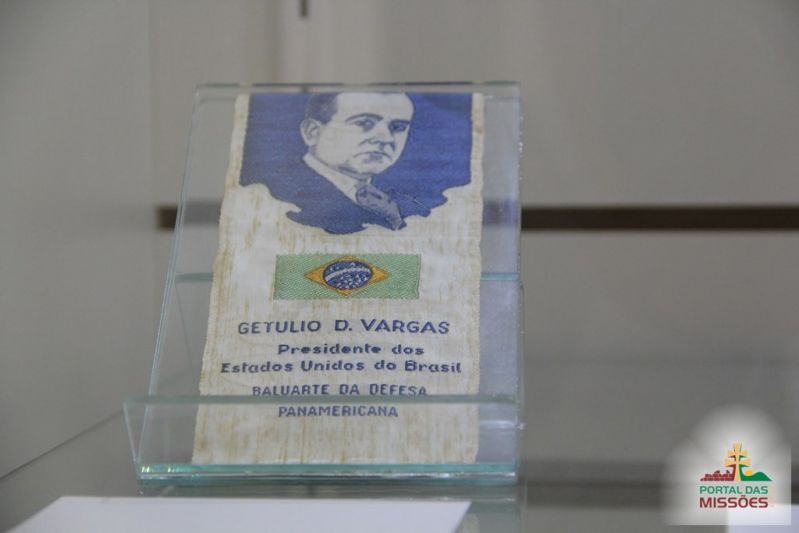 GETULIO D. VARGAS
Presidente dos
Estados Unidos do Brasil
BALUARTE DA DEFESA
PANAMERICANA
PORTAL DAS
MISSÕES